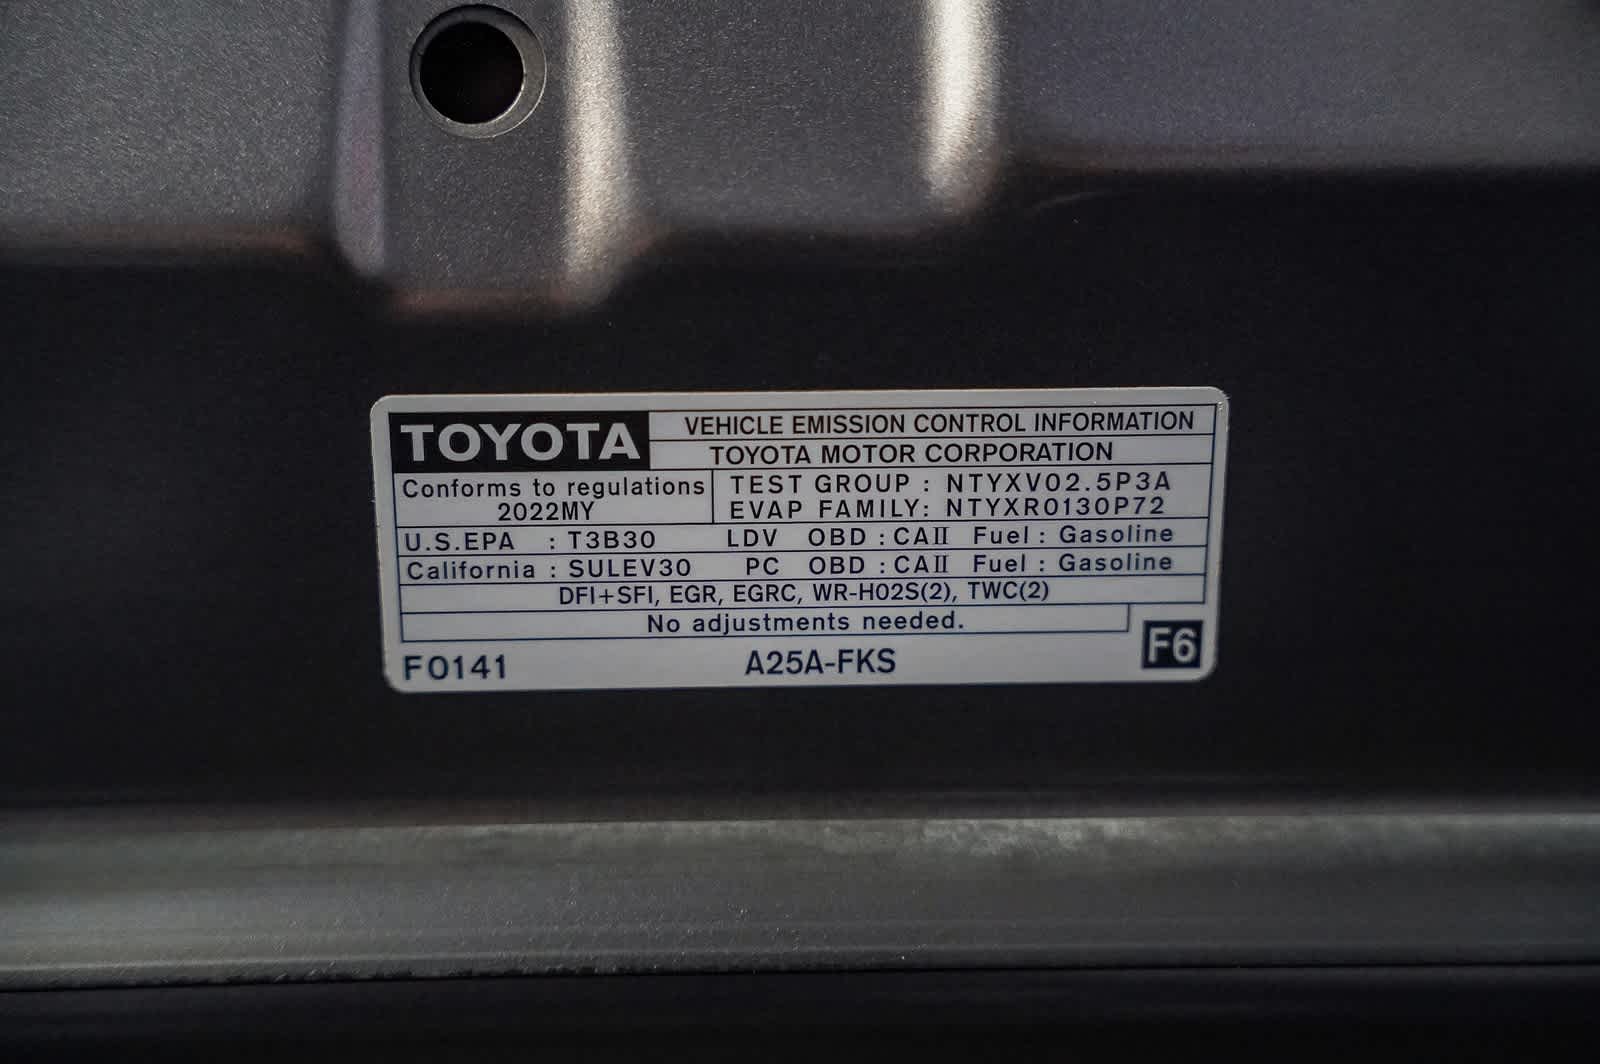 TOYOTA
VEHICLE EMISSION CONTROL INFORMATION
TOYOTA MOTOR CORPORATION
Conforms to regulations
2022MY
TEST GROUP : NTYXV02.5P3A
EVAP FAMILY: NTYXR0130P72
U.S.EPA : T3B30 LDV OBD : CAII Fuel : Gasoline
California : SULEV30 PC OBD : CAII Fuel : Gasoline
DFI+SFI, EGR, EGRC, WR-HO2S(2), TWC(2)
No adjustments needed.
F0141 A25A-FKS F6